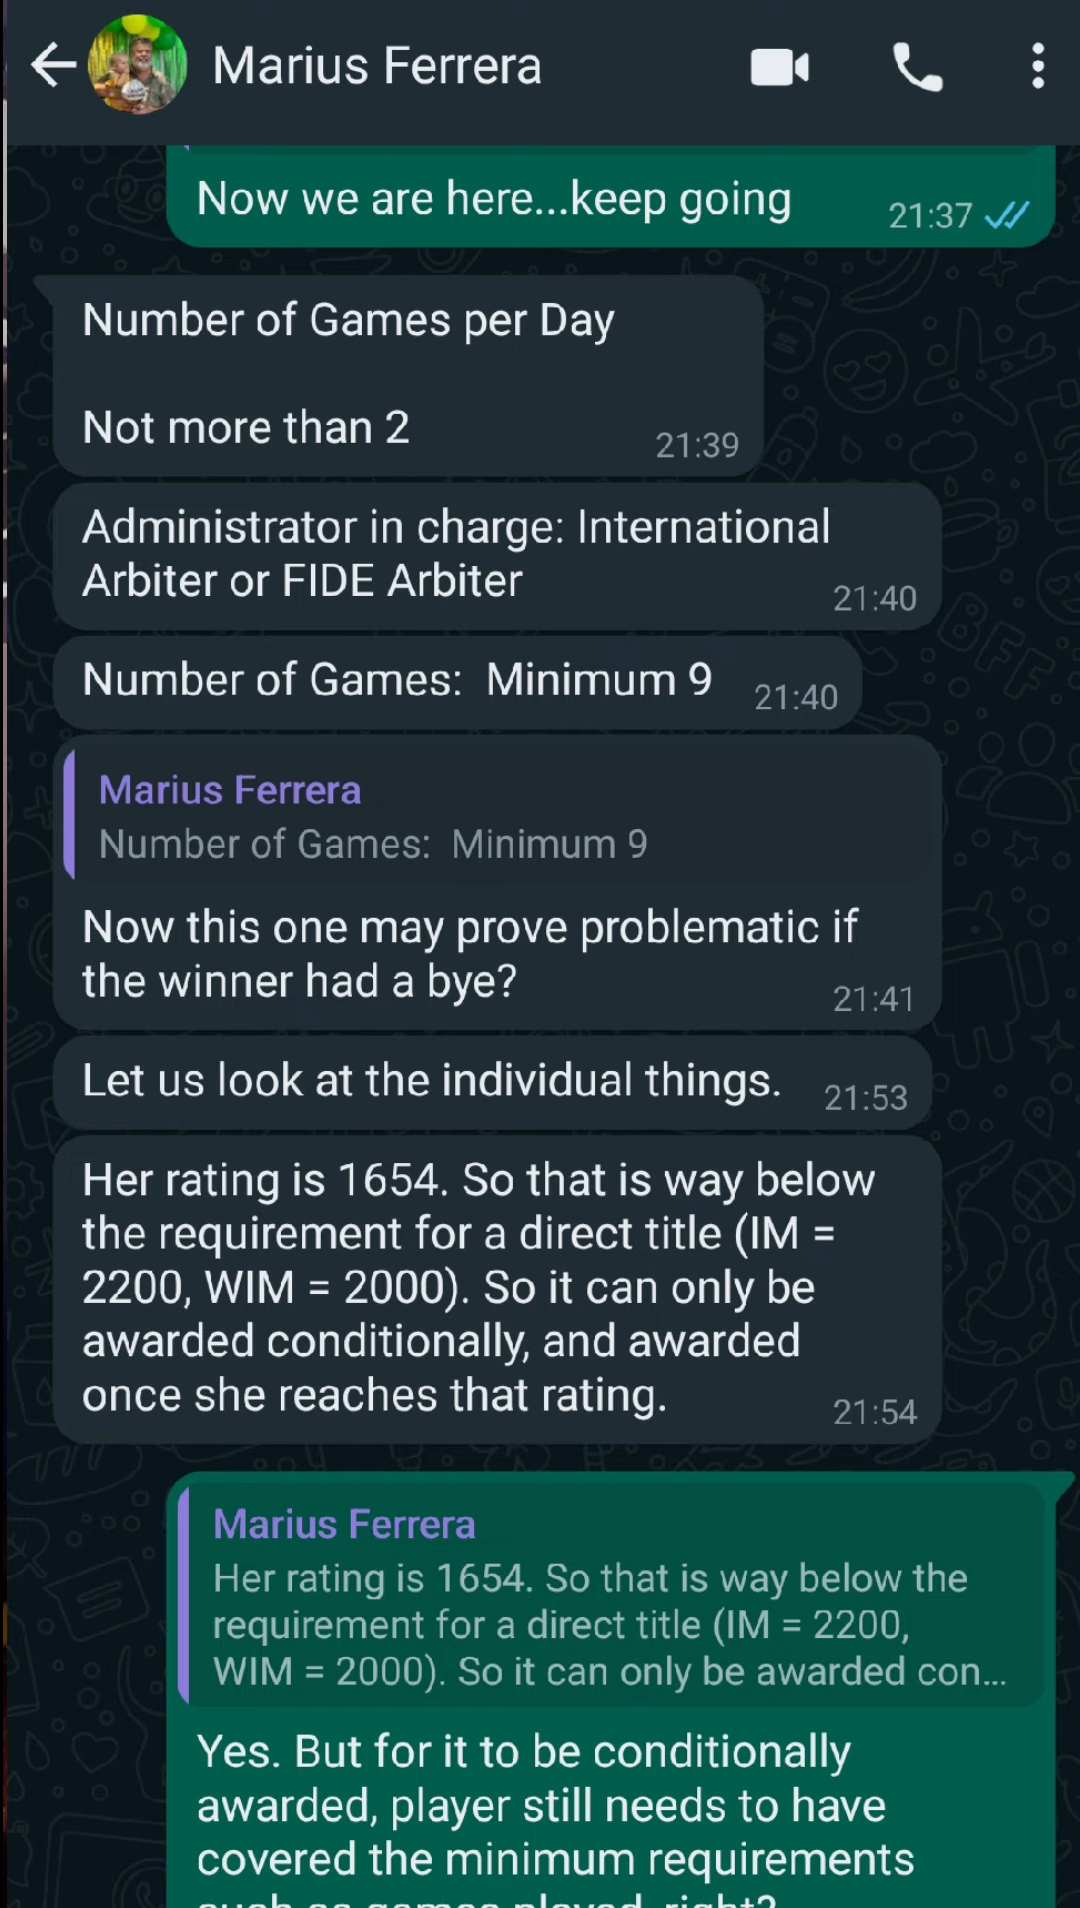 Marius Ferrera
Now we are here...keep going
21:37
Number of Games per Day
Not more than 2
21:39
Administrator in charge: International
Arbiter or FIDE Arbiter
21:40
Number of Games:  Minimum 9
21:40
Marius Ferrera
Number of Games:  Minimum 9
Now this one may prove problematic if
the winner had a bye?
21:41
Let us look at the individual things.
21:53
Her rating is 1654. So that is way below
the requirement for a direct title (IM =
2200, WIM = 2000). So it can only be
awarded conditionally, and awarded
once she reaches that rating.
21:54
Marius Ferrera
Her rating is 1654. So that is way below the
requirement for a direct title (IM = 2200,
WIM = 2000). So it can only be awarded con...
Yes. But for it to be conditionally
awarded, player still needs to have
covered the minimum requirements
such as games played, right?